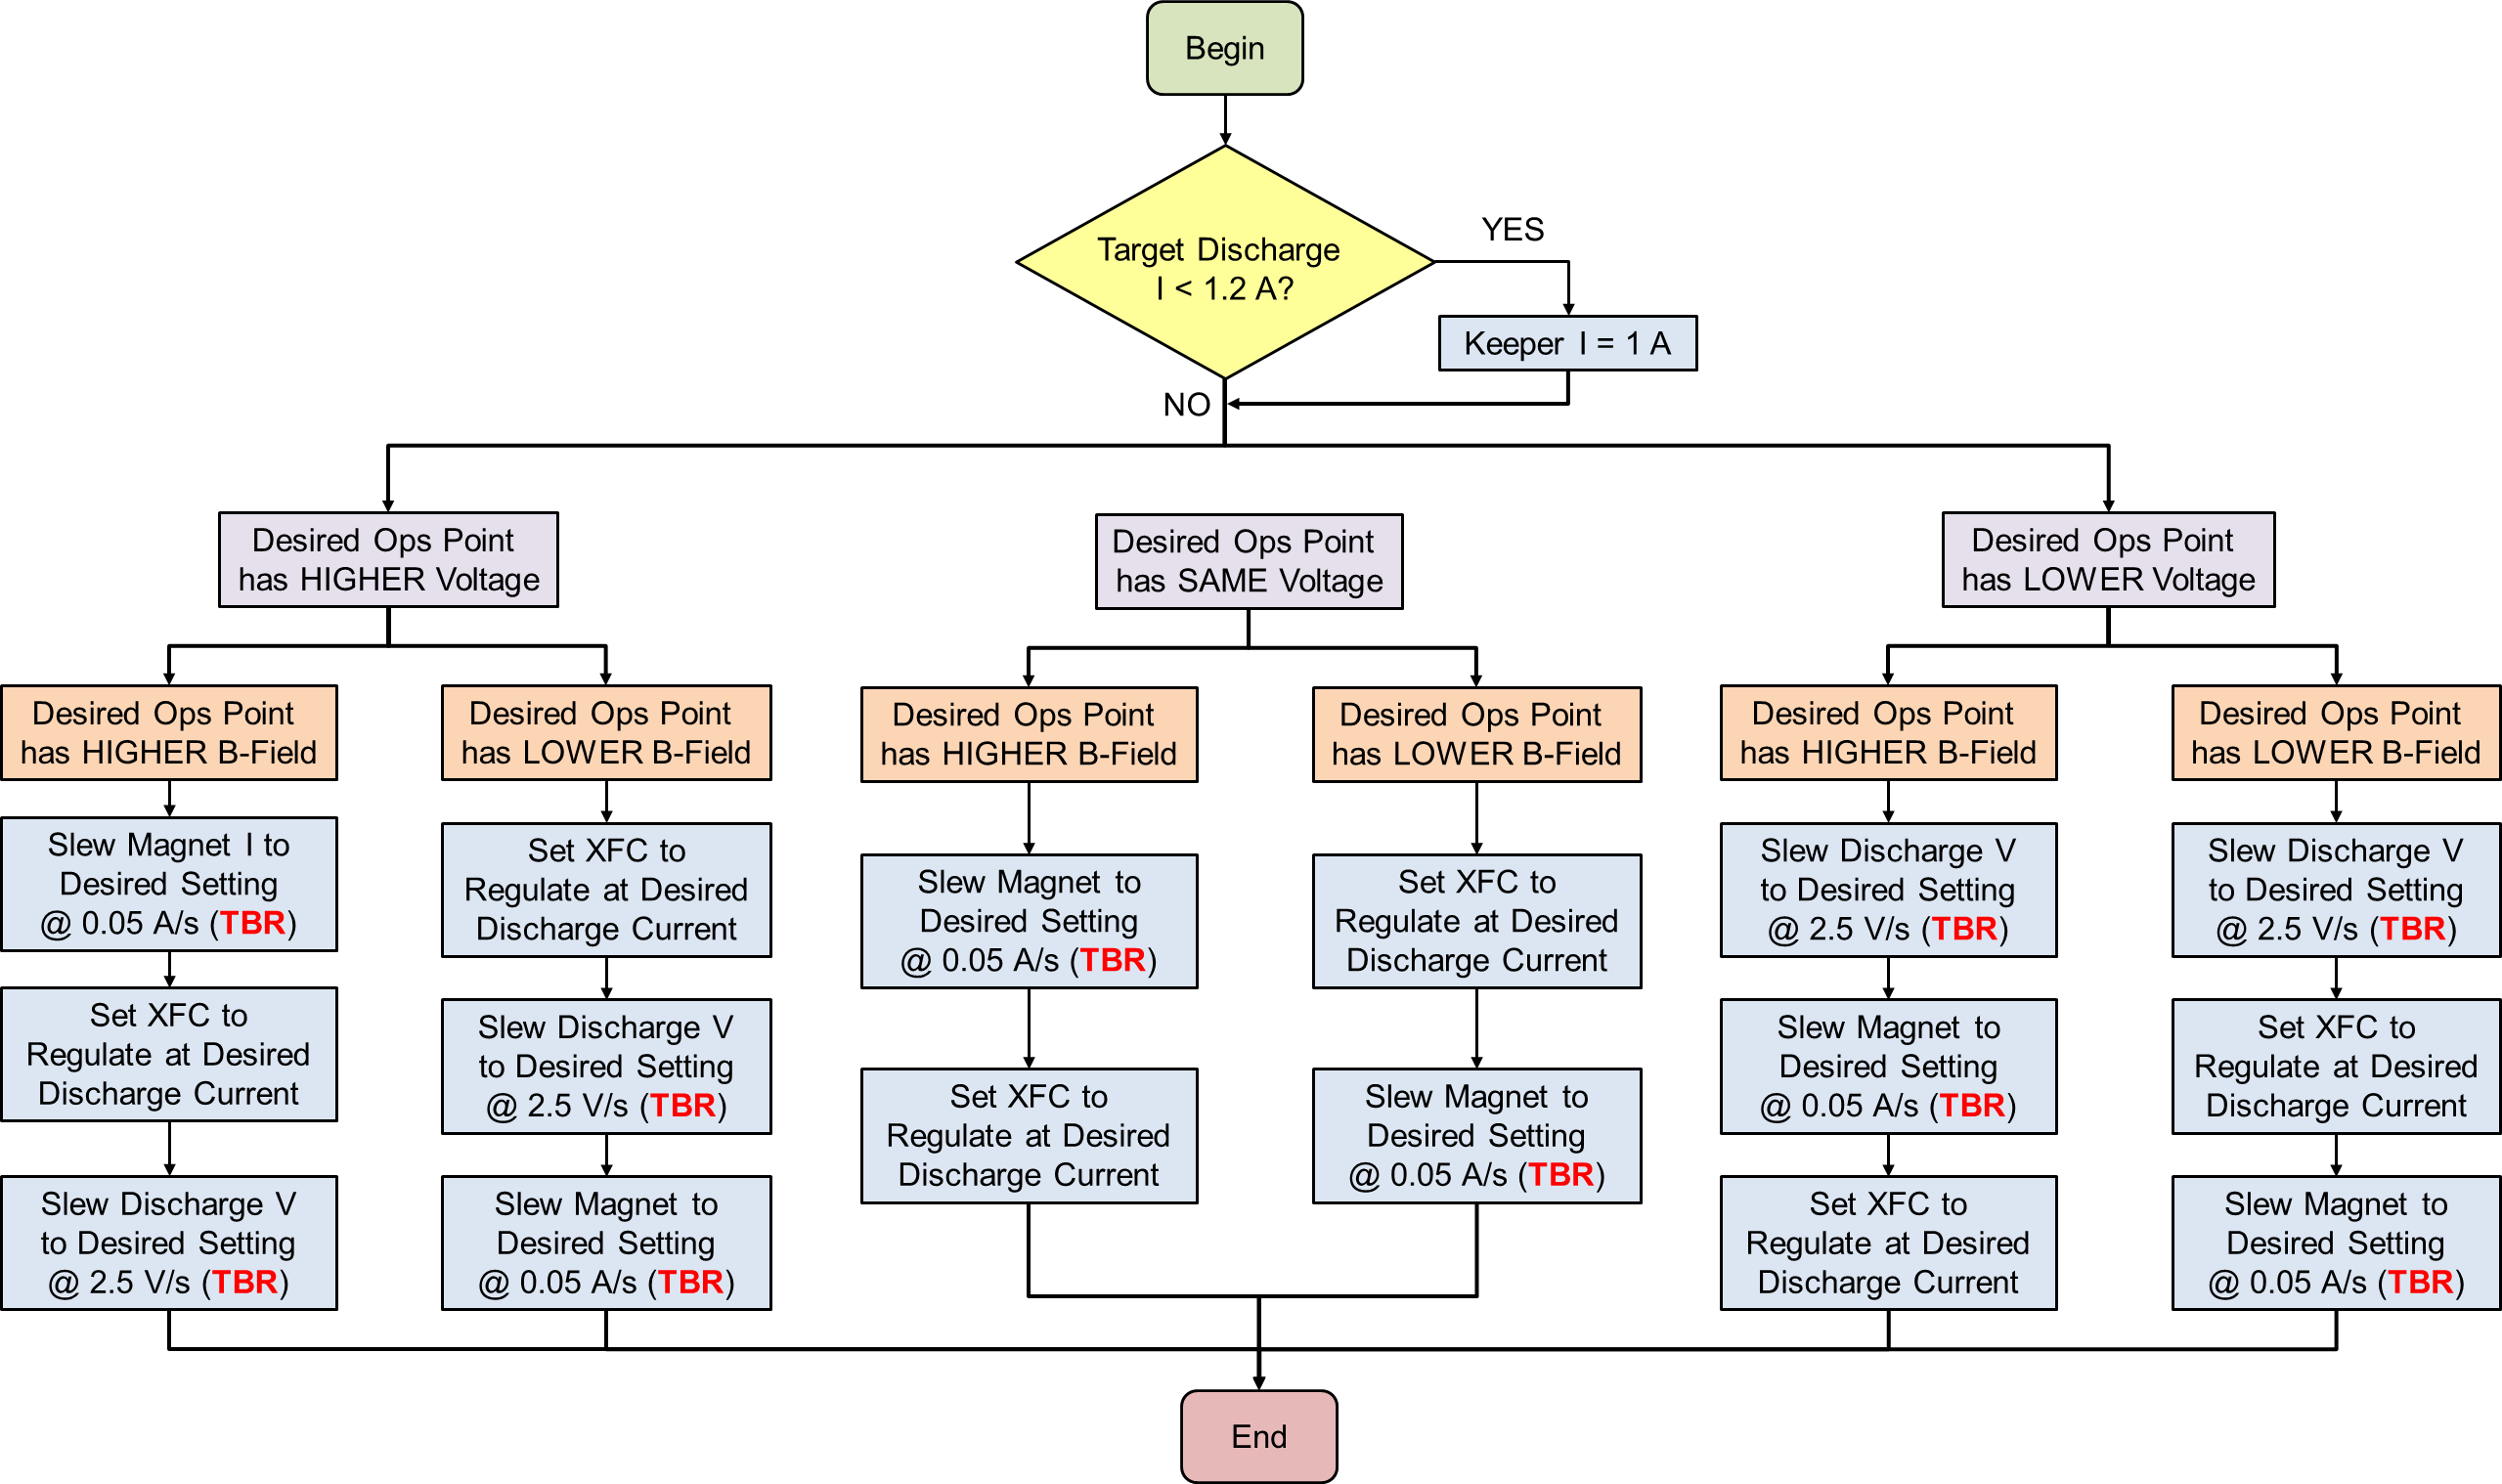 Begin
Target Discharge
I < 1.2 A?
YES
Keeper I = 1 A
NO
Desired Ops Point
has HIGHER Voltage
Desired Ops Point
has SAME Voltage
Desired Ops Point
has LOWER Voltage
Desired Ops Point
has HIGHER B-Field
Desired Ops Point
has LOWER B-Field
Desired Ops Point
has HIGHER B-Field
Desired Ops Point
has LOWER B-Field
Desired Ops Point
has HIGHER B-Field
Desired Ops Point
has LOWER B-Field
Slew Magnet I to
Desired Setting
@ 0.05 A/s (TBR)
Set XFC to
Regulate at Desired
Discharge Current
Slew Discharge V
to Desired Setting
@ 2.5 V/s (TBR)
Set XFC to
Regulate at Desired
Discharge Current
Slew Discharge V
to Desired Setting
@ 2.5 V/s (TBR)
Slew Magnet to
Desired Setting
@ 0.05 A/s (TBR)
Slew Magnet to
Desired Setting
@ 0.05 A/s (TBR)
Set XFC to
Regulate at Desired
Discharge Current
Set XFC to
Regulate at Desired
Discharge Current
Slew Magnet to
Desired Setting
@ 0.05 A/s (TBR)
Slew Discharge V
to Desired Setting
@ 2.5 V/s (TBR)
Slew Magnet to
Desired Setting
@ 0.05 A/s (TBR)
Set XFC to
Regulate at Desired
Discharge Current
Slew Discharge V
to Desired Setting
@ 2.5 V/s (TBR)
Set XFC to
Regulate at Desired
Discharge Current
Slew Magnet to
Desired Setting
@ 0.05 A/s (TBR)
End